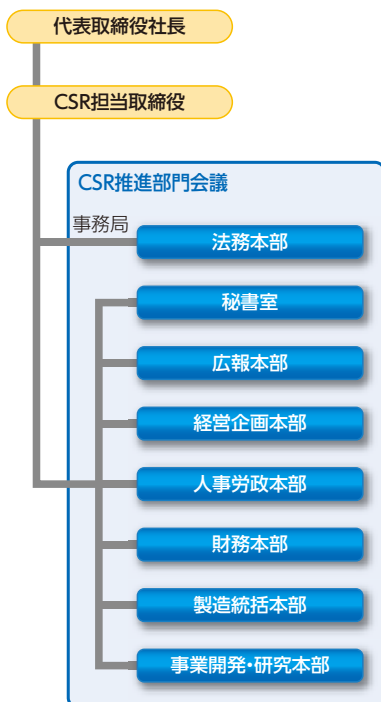 代表取締役社長
CSR担当取締役
CSR推進部門会議
事務局
法務本部
秘書室
広報本部
経営企画本部
人事労政本部
財務本部
製造統括本部
事業開発・研究本部